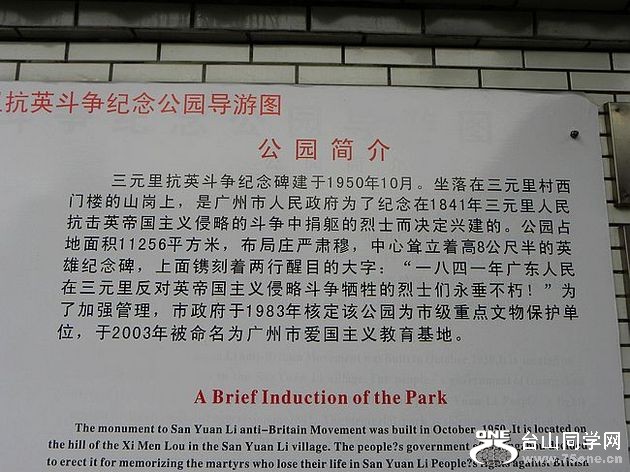 抗英斗争纪念公园导游图
公园简介
三元里抗英斗争纪念碑建于1950年10月。坐落在三元里村西
门楼的山岗上，是广州市人民政府为了纪念在1841年三元里人民
抗击英帝国主义侵略的斗争中捐躯的烈士而决定兴建的。公园占
地面积11256平方米，布局庄严肃穆，中心耸立着高8公尺半的英
雄纪念碑，上面镌刻着两行醒目的大字：“一八四一年广东人民
在三元里反对英帝国主义侵略斗争牺牲的烈士们永垂不朽！”为
了加强管理，市政府于1983年核定该公园为市级重点文物保护单
位，于2003年被命名为广州市爱国主义教育基地。
A Brief Induction of the Park
The monument to San Yuan Li anti-Britain Movement was built in October, 1950. It is located on
the hill of the Xi Men Lou in the San Yuan Li village. The people?s government
to erect it for memorizing the martyrs who lose their life in San Yuan Li People?s fights against British
ONE 台山同学网
www.75one.cn